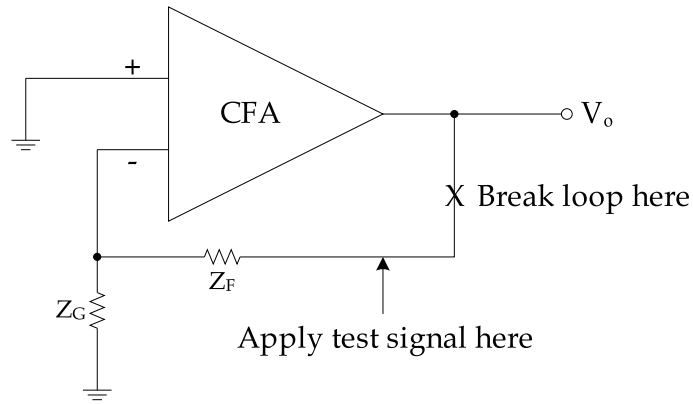 +
CFA
Vo
-
X Break loop here
ZF
ZG
Apply test signal here